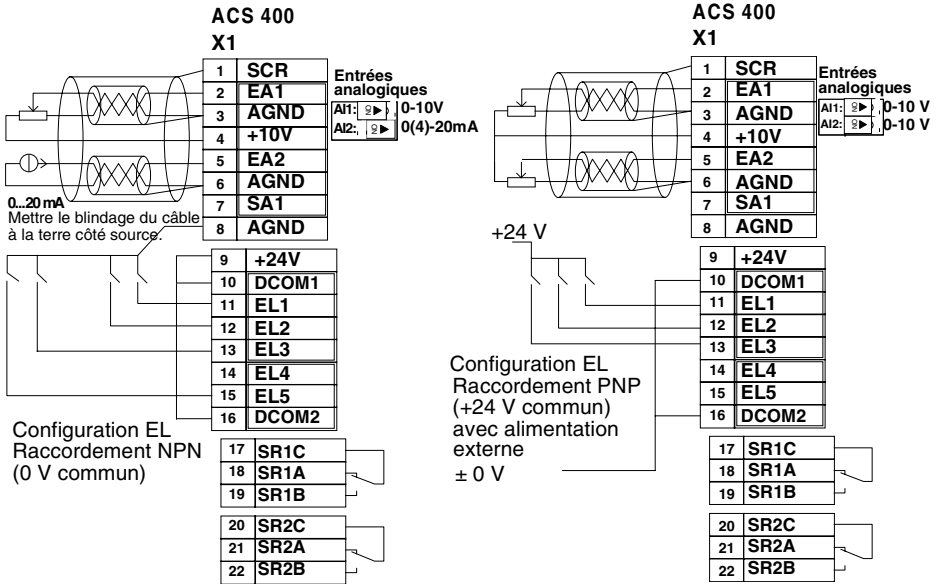 ACS 400
X1
1 SCR
2 EA1
3 AGND
4 +10V
5 EA2
6 AGND
7 SA1
8 AGND
Entrées
analogiques
AI1: 0-10V
AI2: 0(4)-20mA
0...20 mA
Mettre le blindage du câble
à la terre côté source.
9 +24V
10 DCOM1
11 EL1
12 EL2
13 EL3
14 EL4
15 EL5
16 DCOM2
Configuration EL
Raccordement NPN
(0 V commun)
17 SR1C
18 SR1A
19 SR1B
20 SR2C
21 SR2A
22 SR2B
ACS 400
X1
1 SCR
2 EA1
3 AGND
4 +10V
5 EA2
6 AGND
7 SA1
8 AGND
Entrées
analogiques
AI1: 0-10 V
AI2: 0-10 V
+24 V
9 +24V
10 DCOM1
11 EL1
12 EL2
13 EL3
14 EL4
15 EL5
16 DCOM2
Configuration EL
Raccordement PNP
(+24 V commun)
avec alimentation
externe
± 0 V
17 SR1C
18 SR1A
19 SR1B
20 SR2C
21 SR2A
22 SR2B